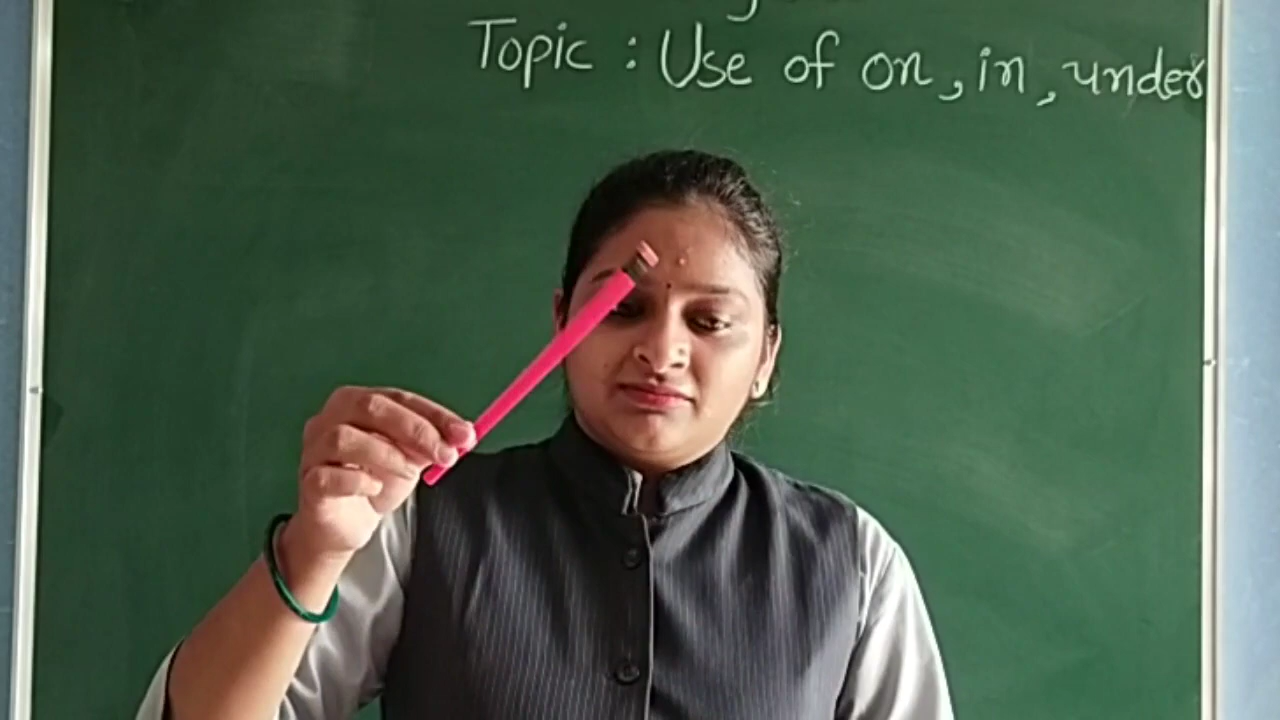 Topic : Use of on, in, under